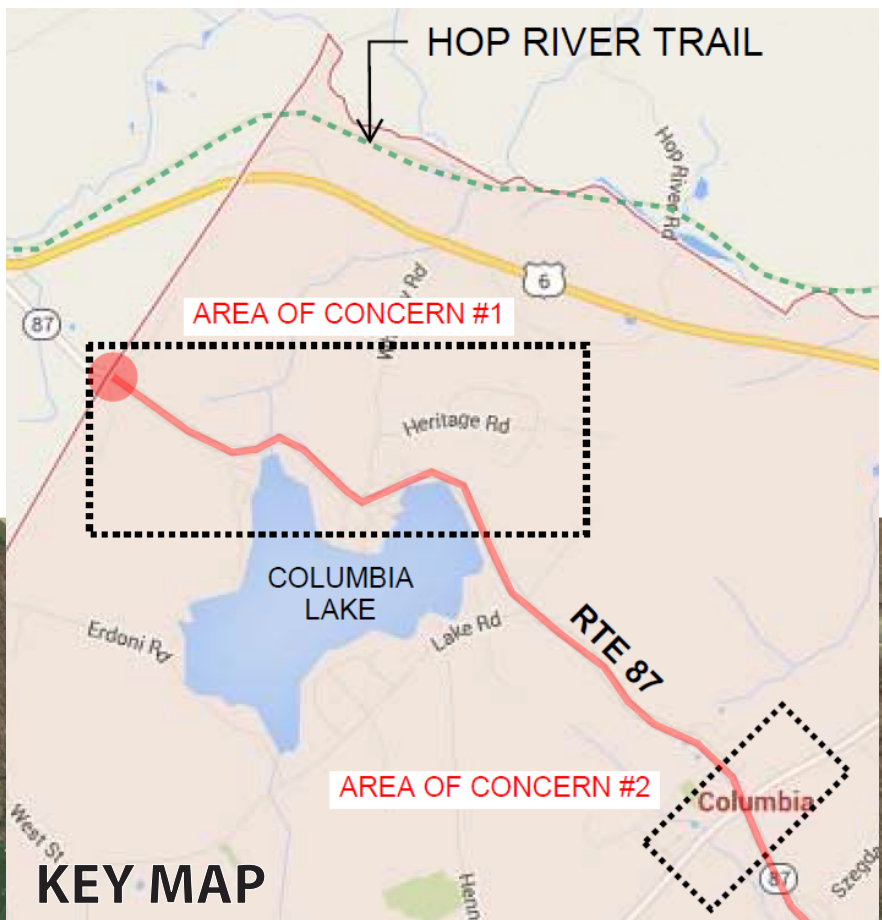 HOP RIVER TRAIL
Hop River Rd
6
87
AREA OF CONCERN #1
Heritage Rd
COLUMBIA
LAKE
Erdoni Rd
Lake Rd
RTE 87
AREA OF CONCERN #2
Columbia
West St
87
KEY MAP